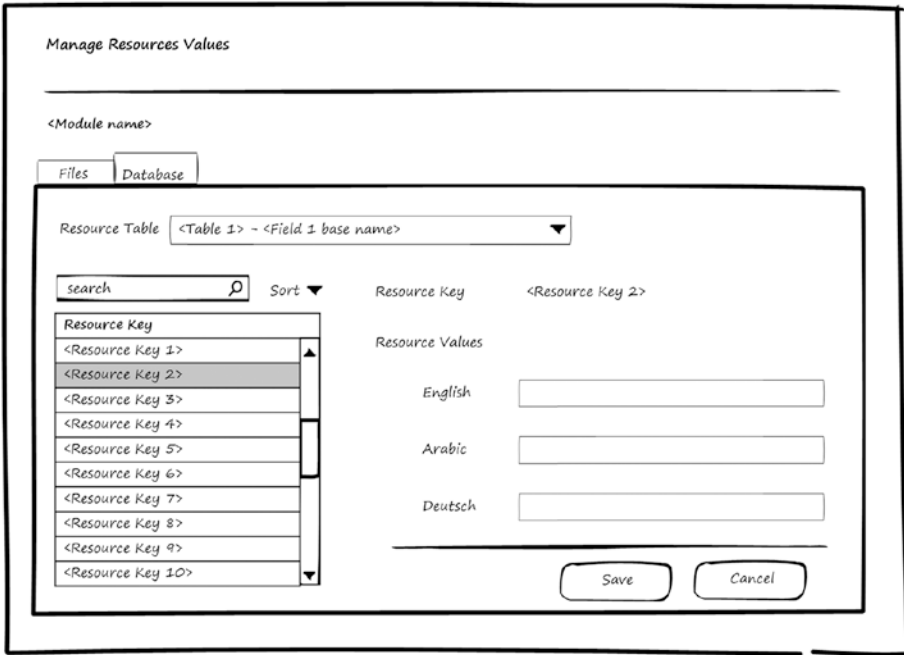 Manage Resources Values
<Module name>
Files
Database
Resource Table
<Table 1> - <Field 1 base name>
search
Sort
Resource Key
<Resource Key 1>
<Resource Key 2>
<Resource Key 3>
<Resource Key 4>
<Resource Key 5>
<Resource Key 6>
<Resource Key 7>
<Resource Key 8>
<Resource Key 9>
<Resource Key 10>
Resource Key
<Resource Key 2>
Resource Values
English
Arabic
Deutsch
Save
Cancel